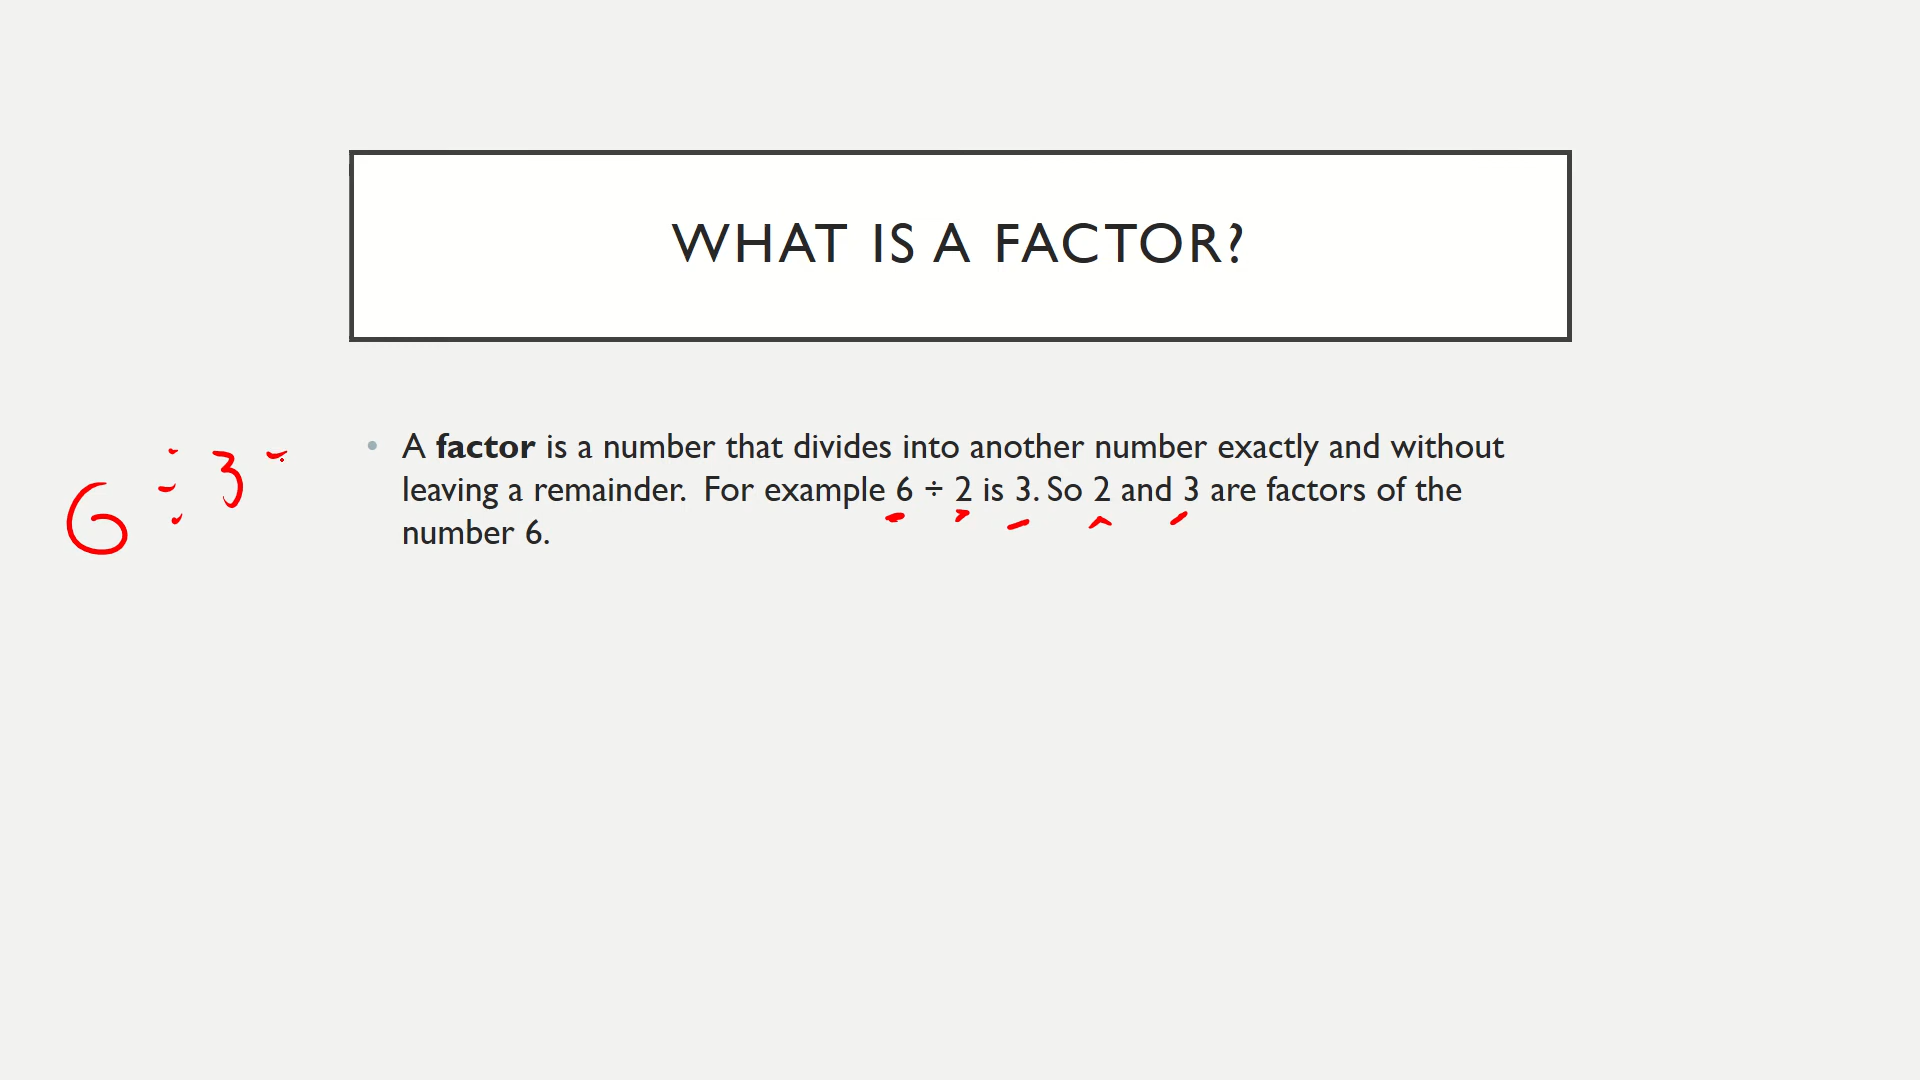 WHAT IS A FACTOR?
• A factor is a number that divides into another number exactly and without
leaving a remainder. For example 6 ÷ 2 is 3. So 2 and 3 are factors of the
number 6.
6 ÷ 3 -